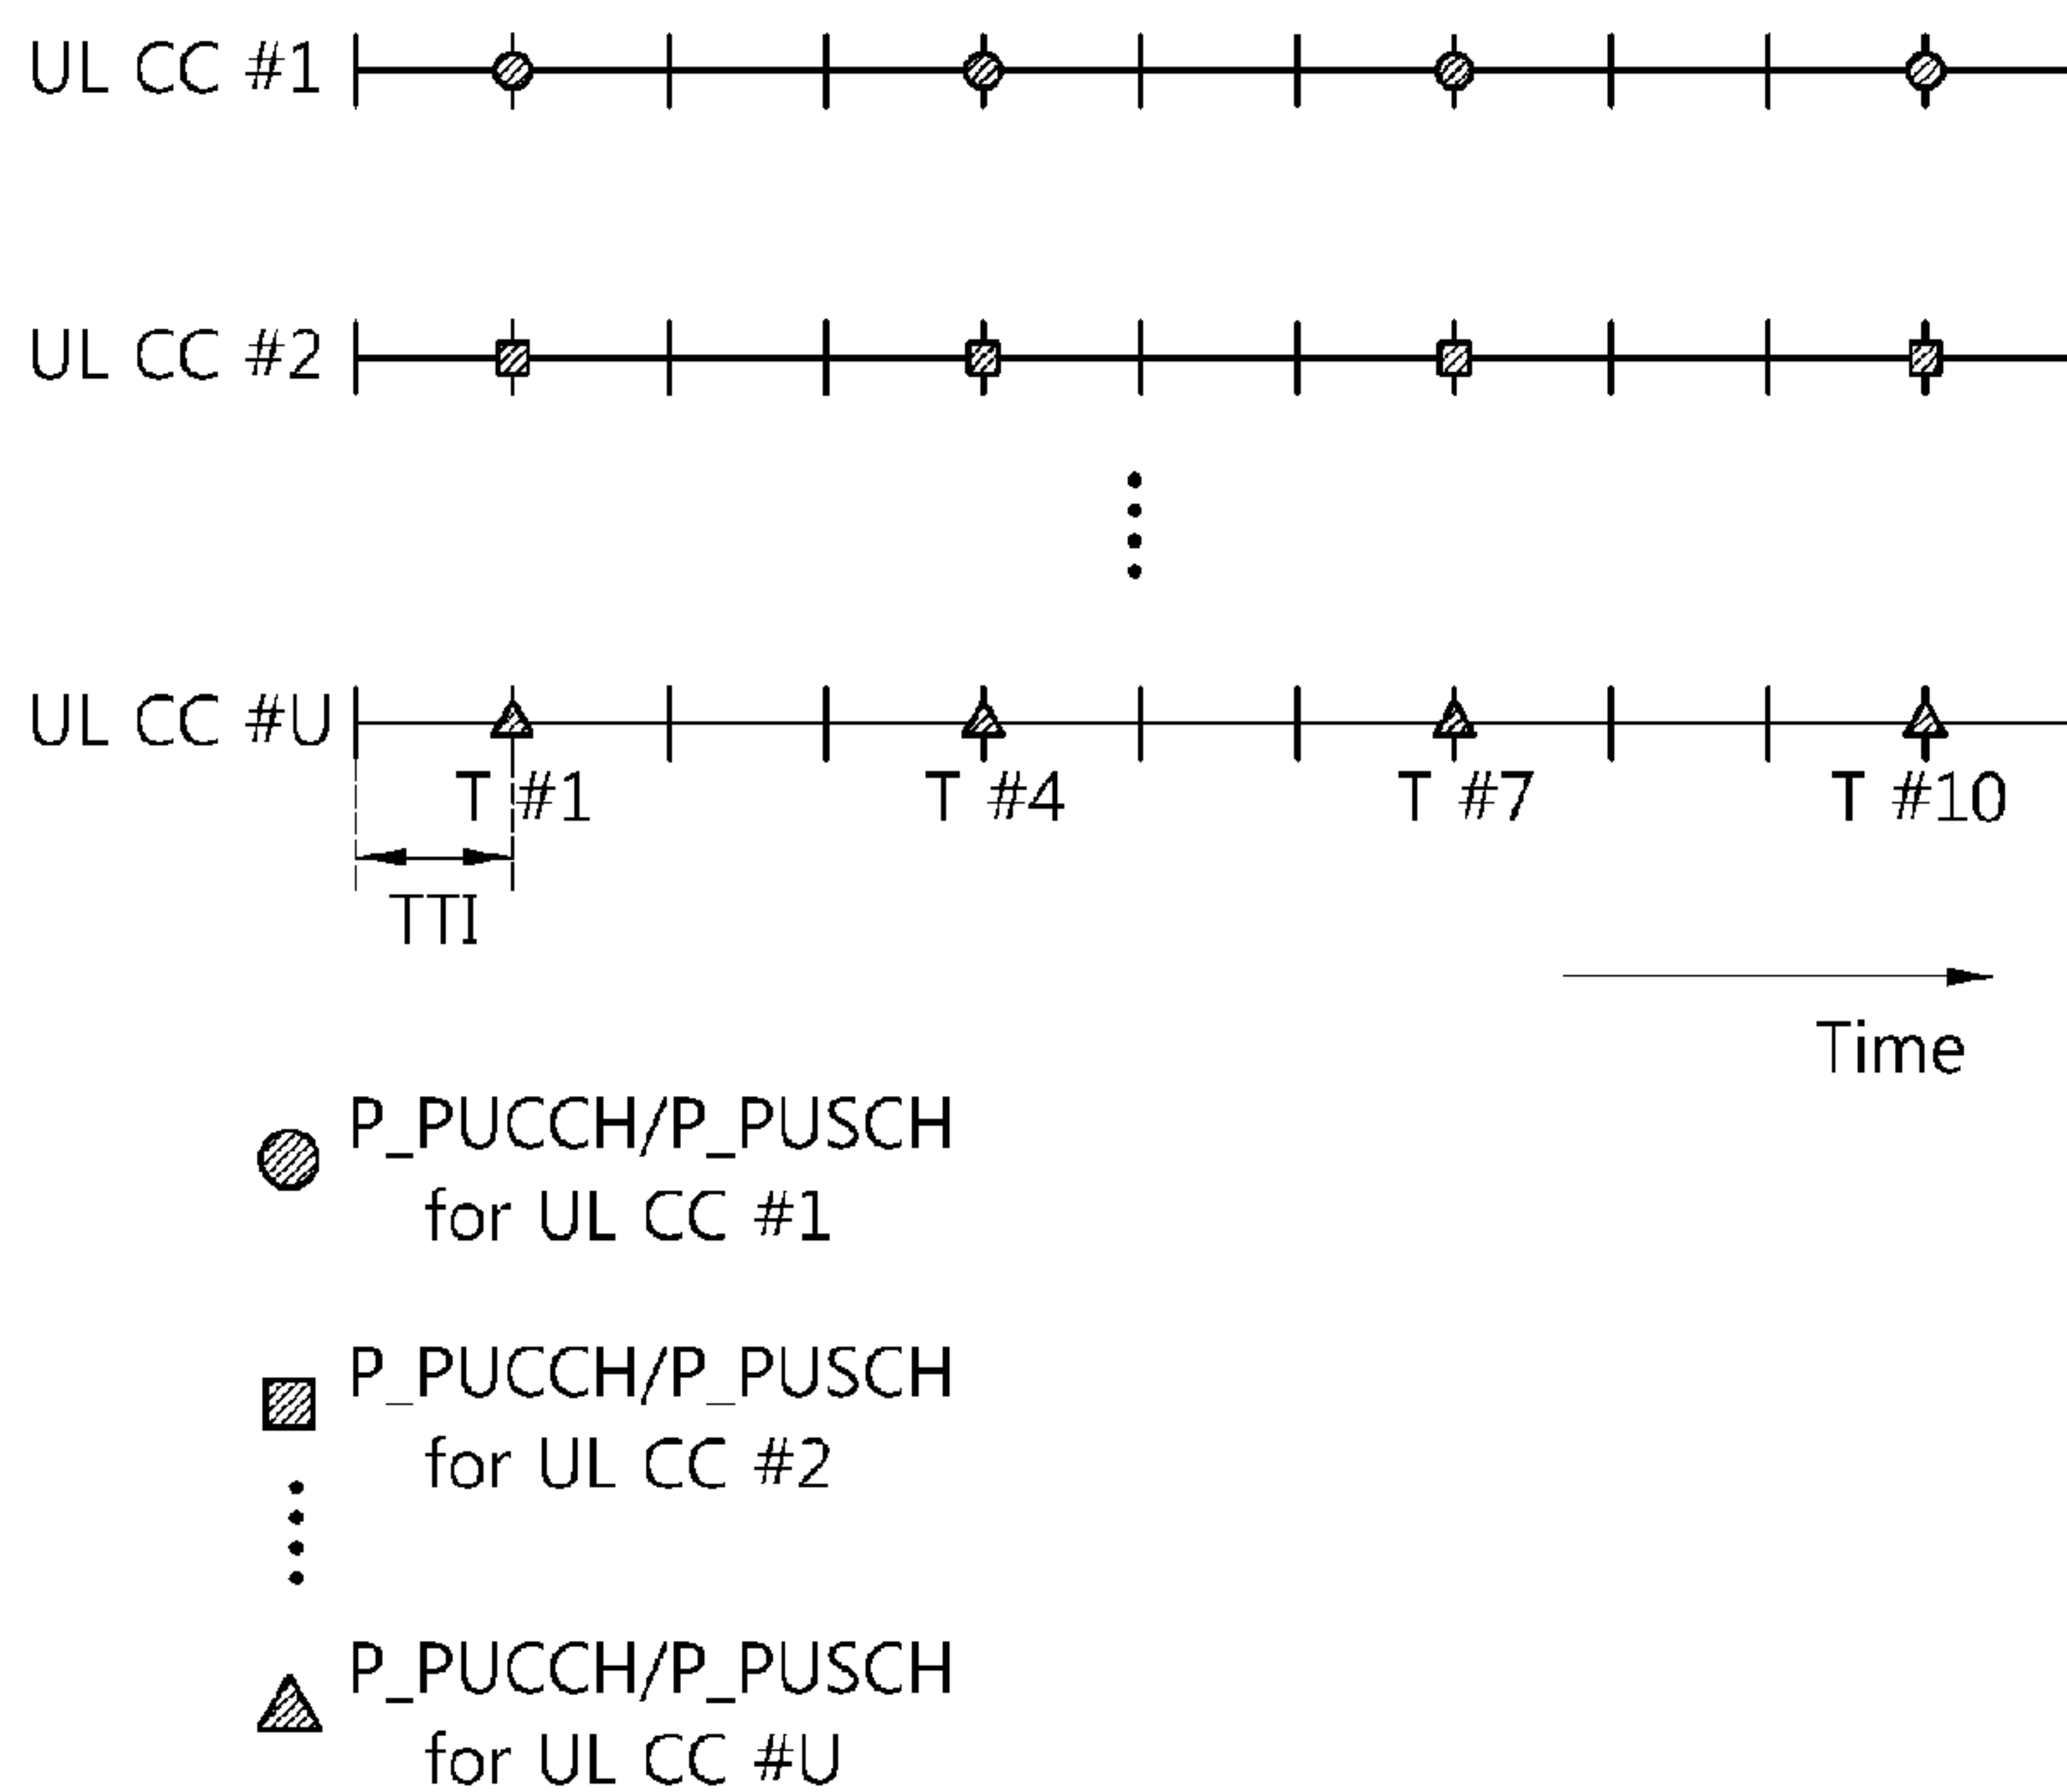 UL CC #1
UL CC #2
UL CC #U
T #1 T #4 T #7 T #10
TTI
Time
P_PUCCH/P_PUSCH
for UL CC #1
P_PUCCH/P_PUSCH
for UL CC #2
P_PUCCH/P_PUSCH
for UL CC #U